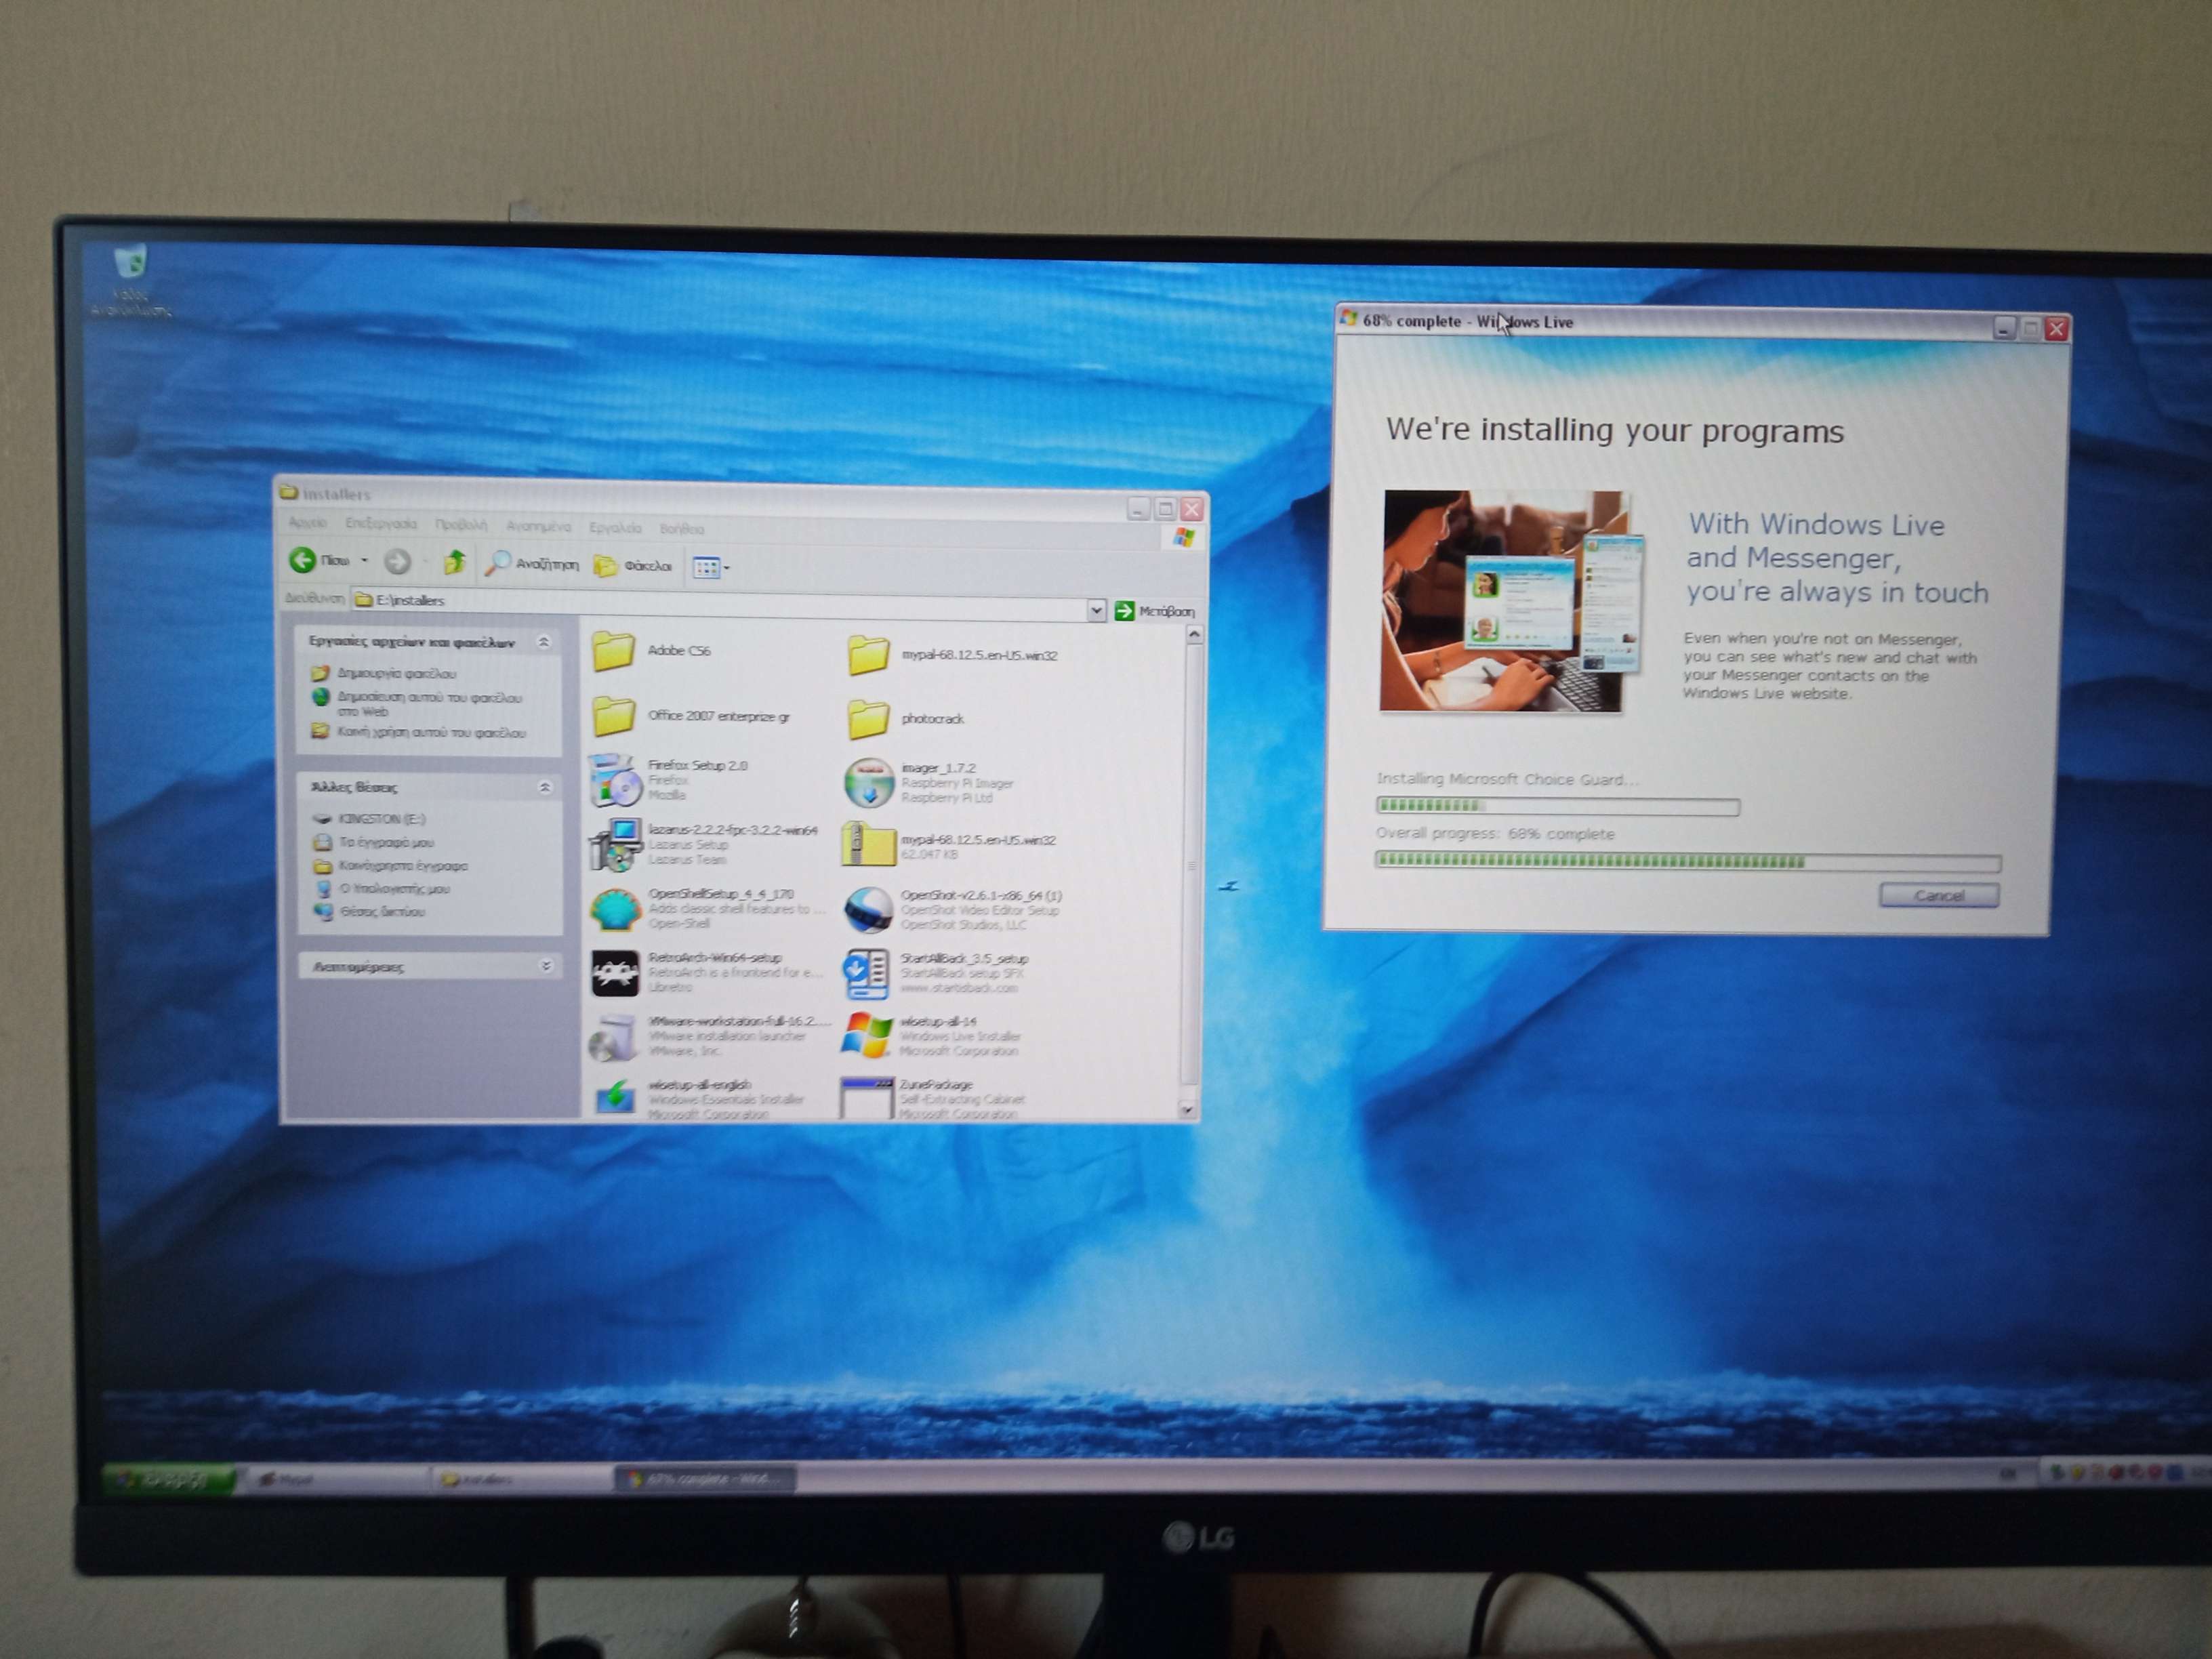 Κάδος
Ανακύκλωσης
installers
Αρχείο Επεξεργασία Προβολή Αγαπημένα Εργαλεία Βοήθεια
Πίσω Αναζήτηση Φάκελοι
Διεύθυνση E:\installers Μετάβαση
Εργασίες αρχείων και φακέλων
Δημιουργία φακέλου
Δημοσίευση αυτού του φακέλου
στο Web
Κοινή χρήση αυτού του φακέλου
Άλλες θέσεις
KINGSTON (E:)
Τα έγγραφά μου
Κοινόχρηστα έγγραφα
Ο Υπολογιστής μου
Θέσεις δικτύου
Λεπτομέρειες
Adobe CS6
mypal-68.12.5.en-US.win32
Office 2007 enterprize gr
photocrack
Firefox Setup 2.0
Firefox
Mozilla
imager_1.7.2
Raspberry Pi Imager
Raspberry Pi Ltd
lazarus-2.2.2-fpc-3.2.2-win64
Lazarus Setup
Lazarus Team
mypal-68.12.5.en-US.win32
62.047 KB
OpenShellSetup_4_4_170
Adds classic shell features to ...
Open-Shell
OpenShot-v2.6.1-x86_64 (1)
OpenShot Video Editor Setup
OpenShot Studios, LLC
RetroArch-Win64-setup
RetroArch is a frontend for e...
Libretro
StartAllBack_3.5_setup
StartAllBack setup SFX
www.startisback.com
VMware-workstation-full-16.2....
VMware installation launcher
VMware, Inc.
wlsetup-all-14
Windows Live Installer
Microsoft Corporation
wlsetup-all-english
Windows Essentials Installer
Microsoft Corporation
ZunePackage
Self-Extracting Cabinet
Microsoft Corporation
68% complete - Windows Live
We're installing your programs
With Windows Live
and Messenger,
you're always in touch
Even when you're not on Messenger,
you can see what's new and chat with
your Messenger contacts on the
Windows Live website.
Installing Microsoft Choice Guard...
Overall progress: 68% complete
Cancel
Έναρξη Mypal installers 67% complete - Wind...
LG